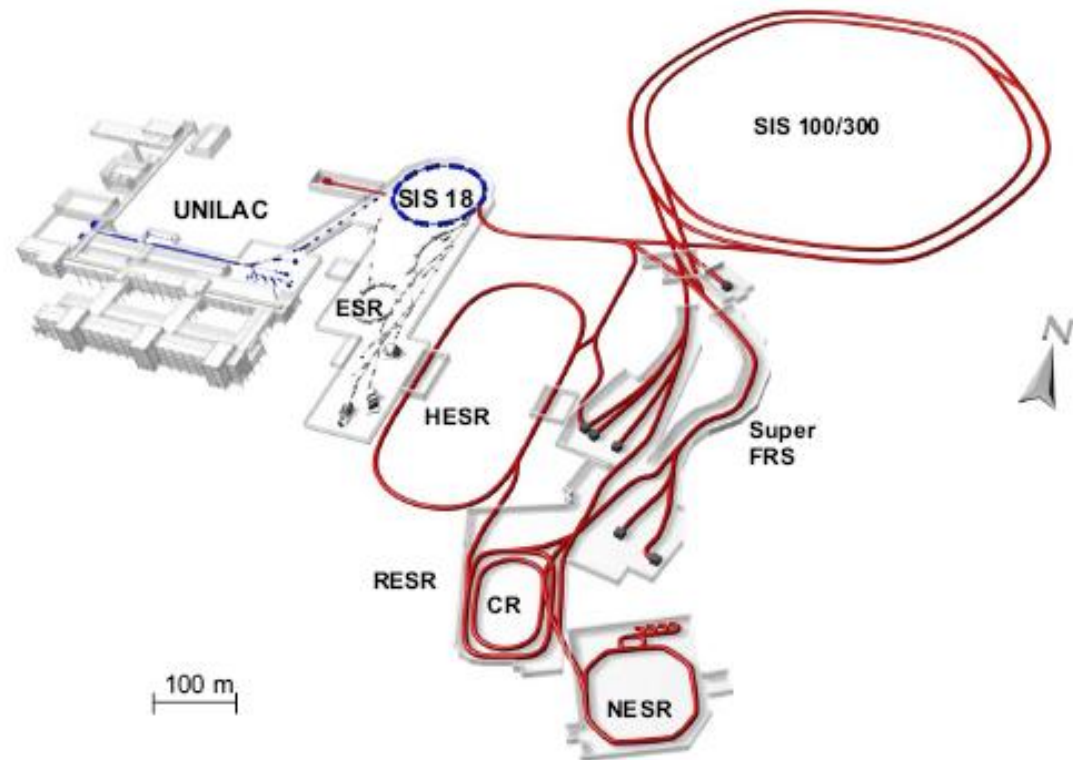 SIS 100/300
SIS 18
UNILAC
ESR
N
HESR
Super
FRS
RESR
CR
100 m
NESR